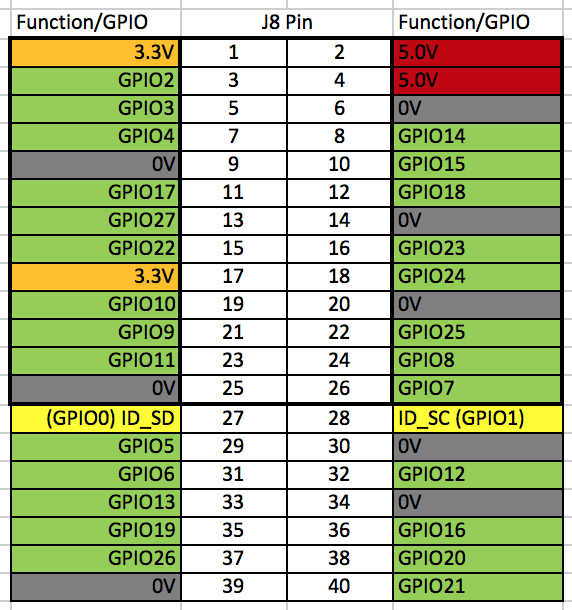 Function/GPIO J8 Pin Function/GPIO
3.3V 1 2 5.0V
GPIO2 3 4 5.0V
GPIO3 5 6 0V
GPIO4 7 8 GPIO14
0V 9 10 GPIO15
GPIO17 11 12 GPIO18
GPIO27 13 14 0V
GPIO22 15 16 GPIO23
3.3V 17 18 GPIO24
GPIO10 19 20 0V
GPIO9 21 22 GPIO25
GPIO11 23 24 GPIO8
0V 25 26 GPIO7
(GPIO0) ID_SD 27 28 ID_SC (GPIO1)
GPIO5 29 30 0V
GPIO6 31 32 GPIO12
GPIO13 33 34 0V
GPIO19 35 36 GPIO16
GPIO26 37 38 GPIO20
0V 39 40 GPIO21